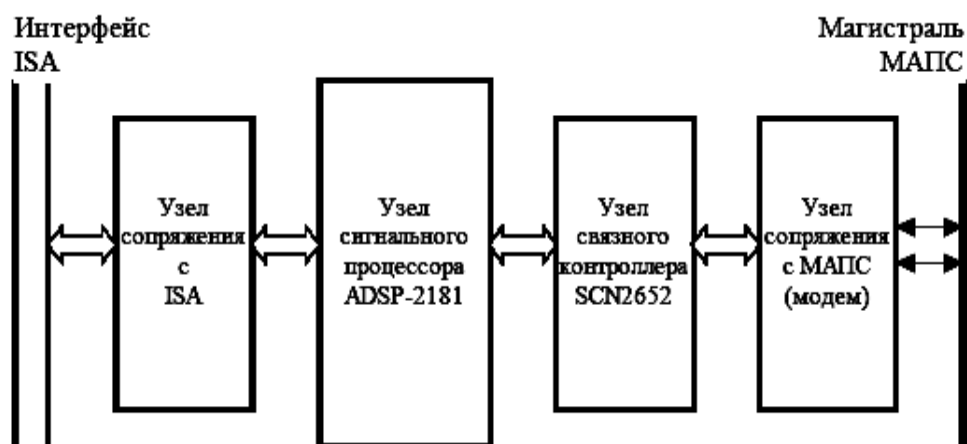 Интерфейс
ISA
Магистраль
МАПС
Узел
сопряжения
с
ISA
Узел
сигнального
процессора
ADSP-2181
Узел
связного
контроллера
SCN2652
Узел
сопряжения
с МАПС
(модем)